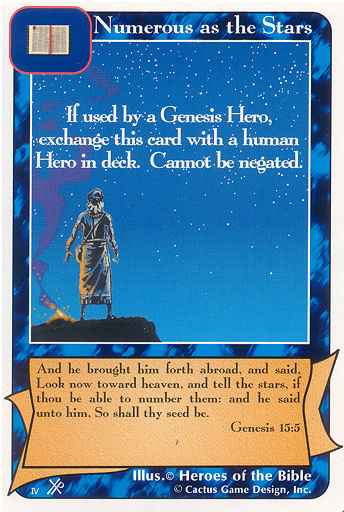 Numerous as the Stars
If used by a Genesis Hero,
exchange this card with a human
Hero in deck. Cannot be negated.
And he brought him forth abroad, and said,
Look now toward heaven, and tell the stars, if
thou be able to number them: and he said
unto him, So shall thy seed be.
Genesis 15:5
IV
Illus.© Heroes of the Bible
© Cactus Game Design, Inc.